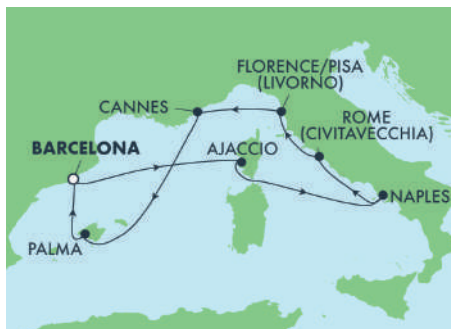 FLORENCE/PISA
(LIVORNO)
CANNES
ROME
(CIVITAVECCHIA)
BARCELONA
AJACCIO
NAPLES
PALMA